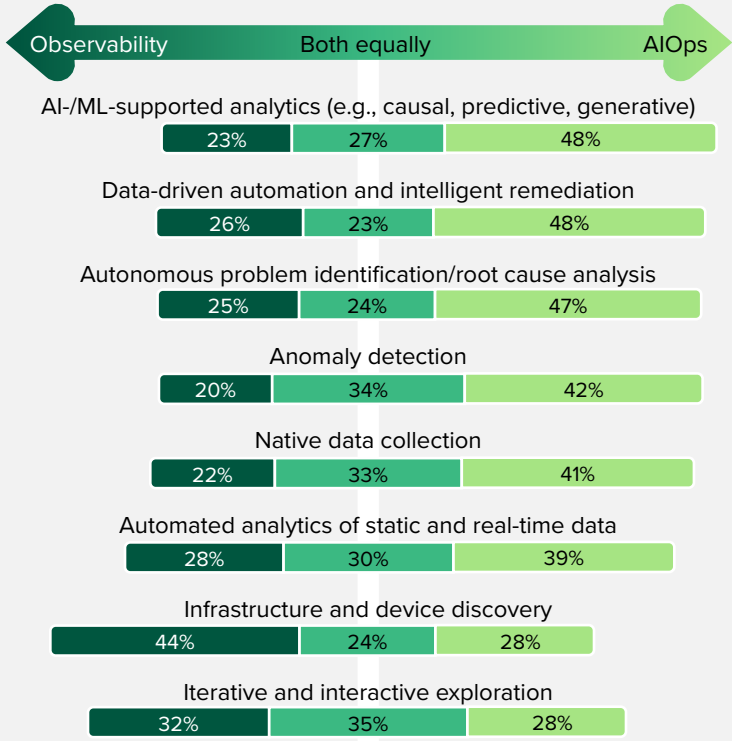 Observability Both equally AIOps
AI-/ML-supported analytics (e.g., causal, predictive, generative)
23% 27% 48%
Data-driven automation and intelligent remediation
26% 23% 48%
Autonomous problem identification/root cause analysis
25% 24% 47%
Anomaly detection
20% 34% 42%
Native data collection
22% 33% 41%
Automated analytics of static and real-time data
28% 30% 39%
Infrastructure and device discovery
44% 24% 28%
Iterative and interactive exploration
32% 35% 28%